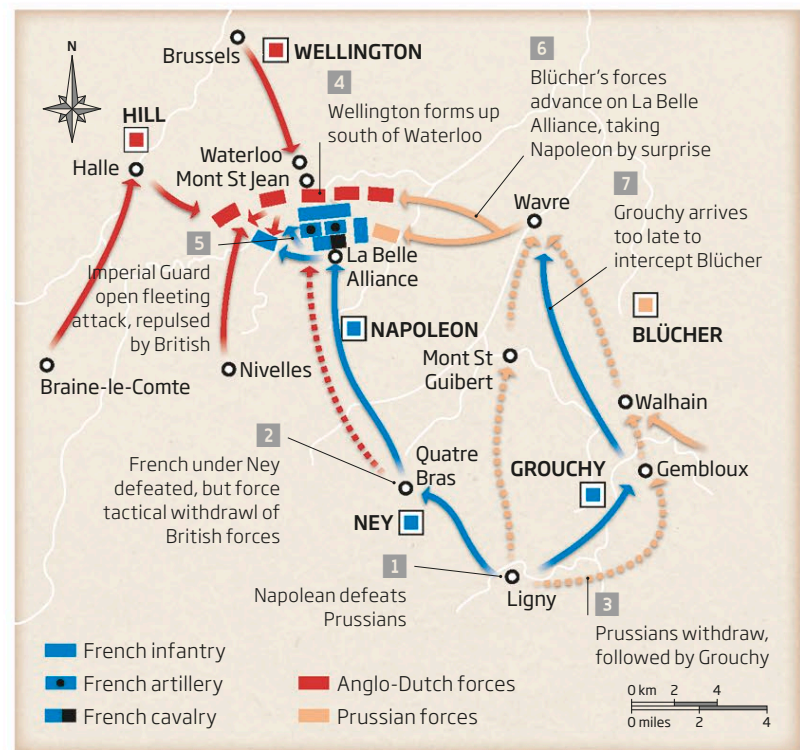 N
Brussels
WELLINGTON
4
Wellington forms up
south of Waterloo
6
Blücher's forces
advance on La Belle
Alliance, taking
Napoleon by surprise
HILL
Halle
Waterloo
Mont St Jean
7
Grouchy arrives
too late to
intercept Blücher
Wavre
5
Imperial Guard
open fleeting
attack, repulsed
by British
La Belle
Alliance
NAPOLEON
BLÜCHER
Braine-le-Comte
Nivelles
Mont St
Guibert
Walhain
2
French under Ney
defeated, but force
tactical withdrawl of
British forces
Quatre
Bras
NEY
GROUCHY
Gembloux
1
Napolean defeats
Prussians
Ligny
3
Prussians withdraw,
followed by Grouchy
French infantry
French artillery
French cavalry
Anglo-Dutch forces
Prussian forces
0 km 2 4
0 miles 2 4